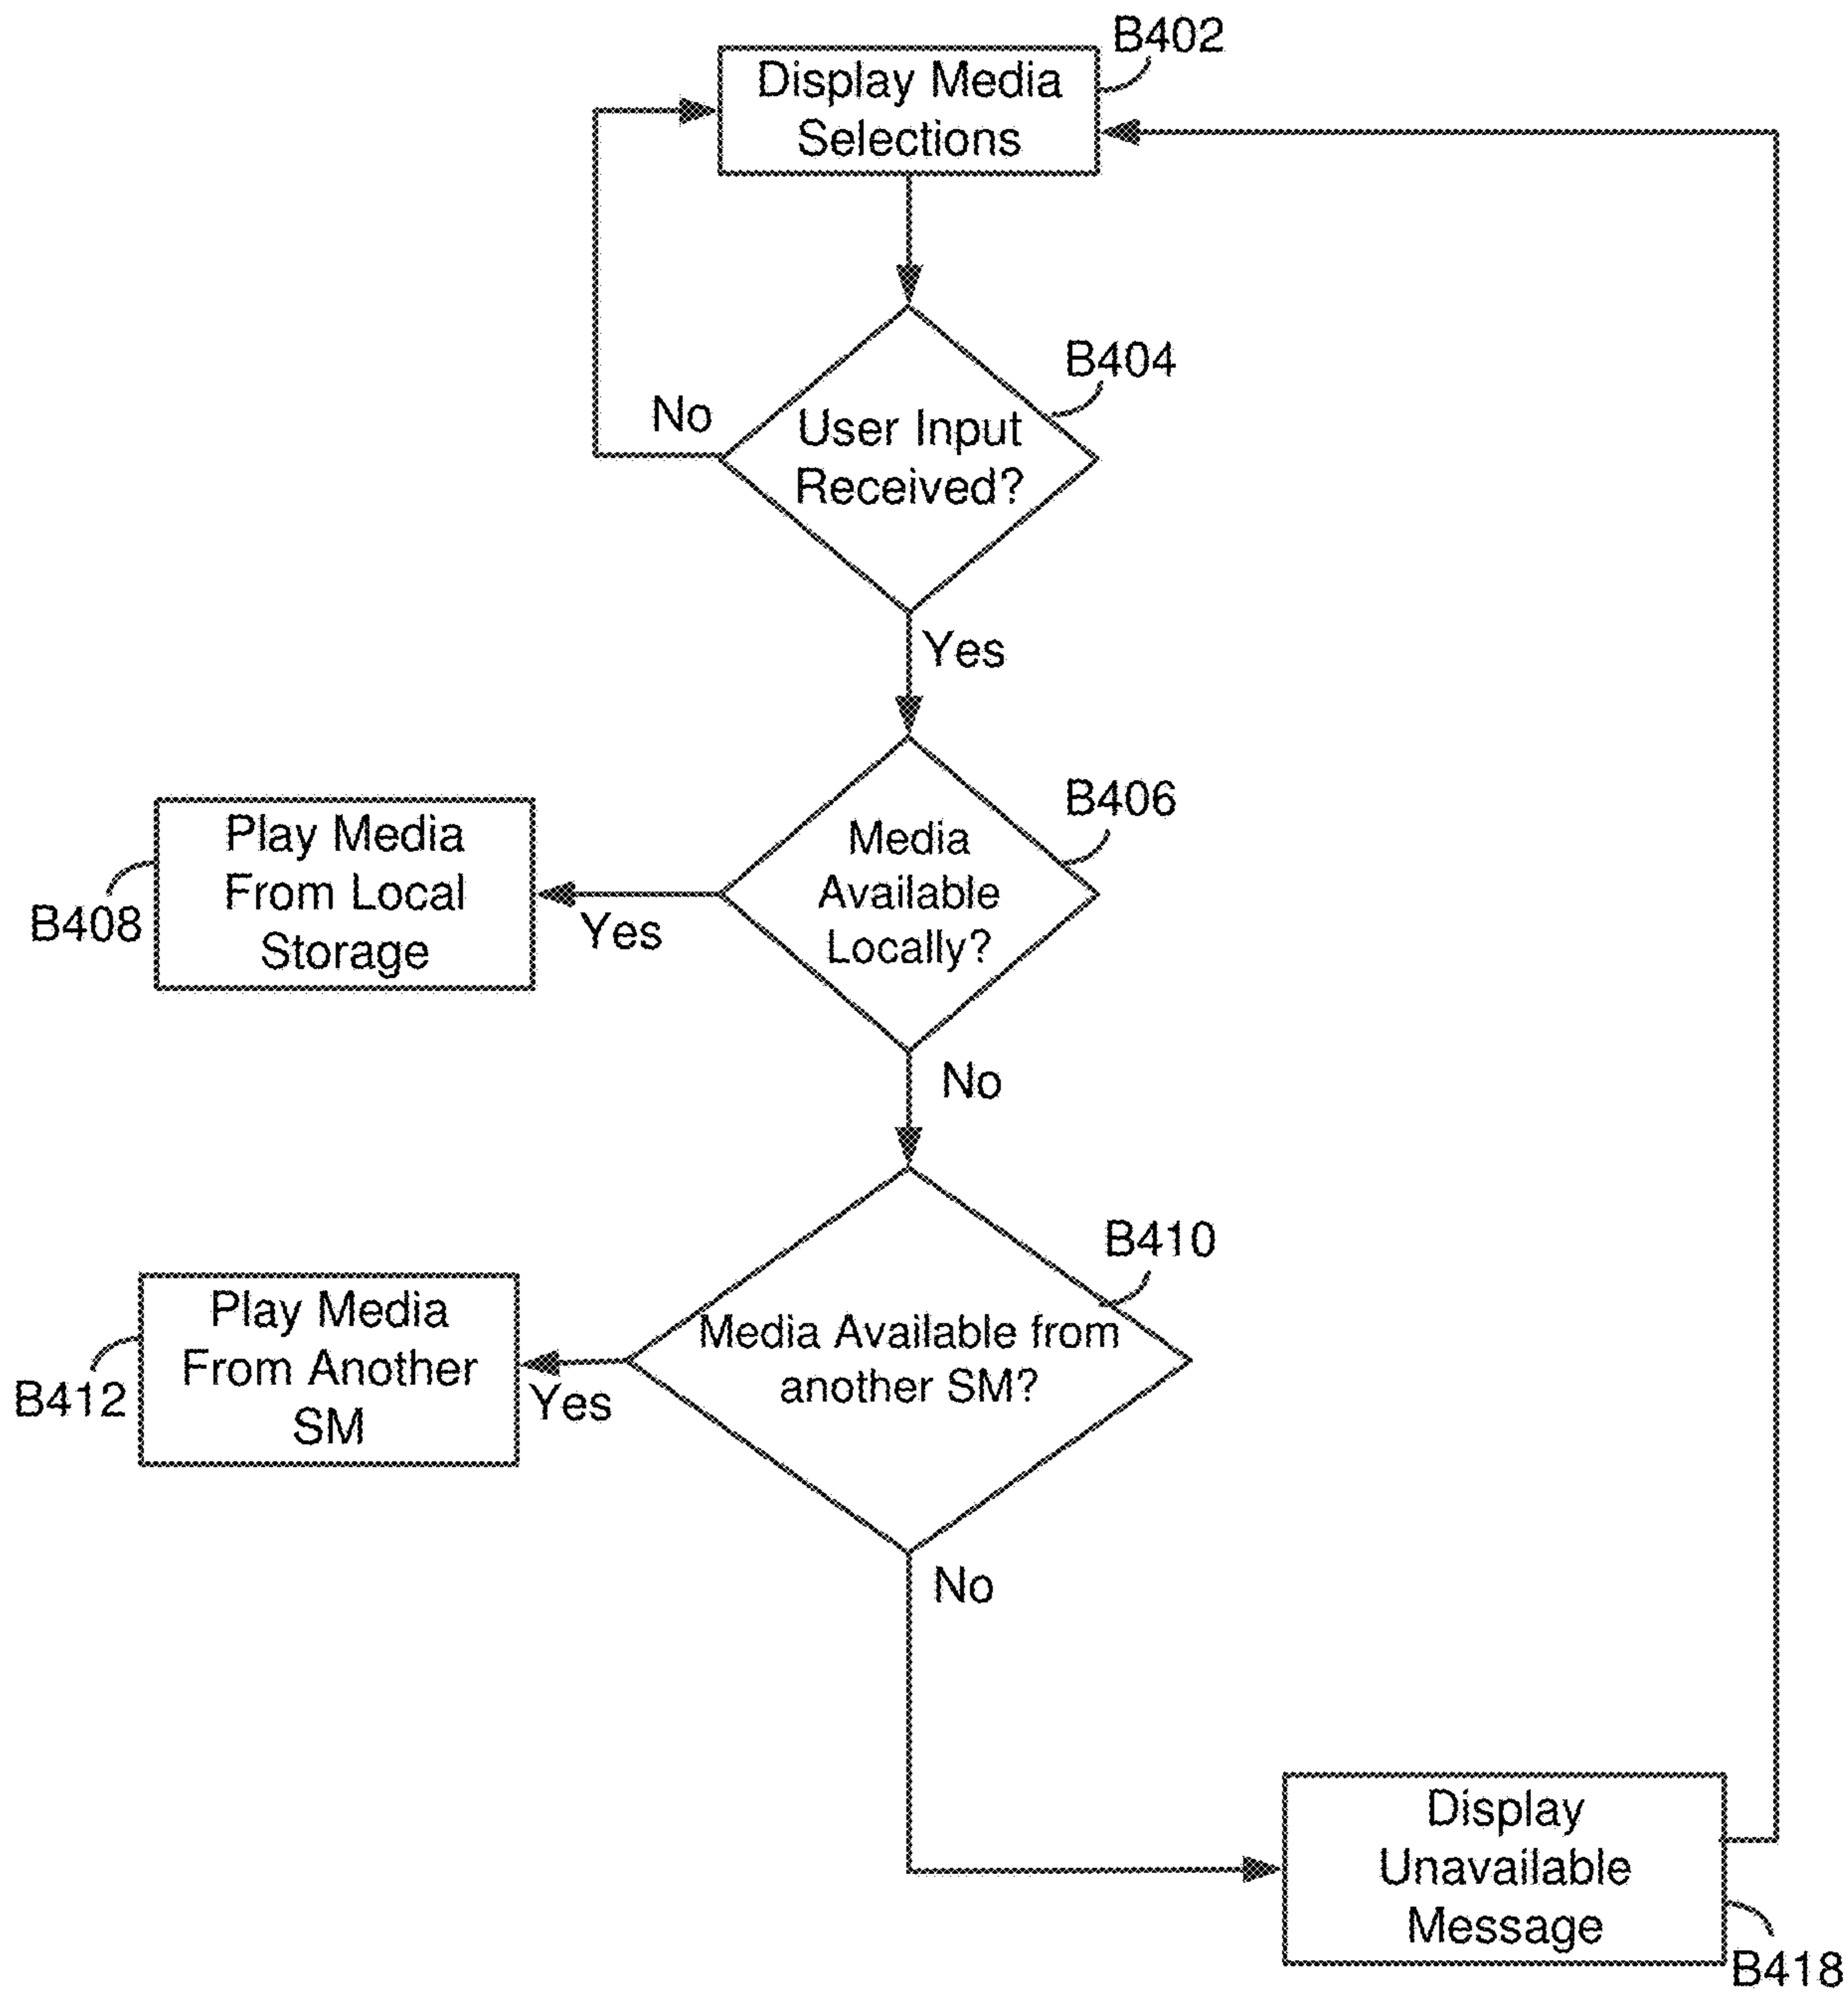 B402
Display Media
Selections
B404
No
User Input
Received?
Yes
B406
Play Media
From Local
Storage
B408
Yes
Media
Available
Locally?
No
B410
Play Media
From Another
SM
B412
Yes
Media Available from
another SM?
No
Display
Unavailable
Message
B418